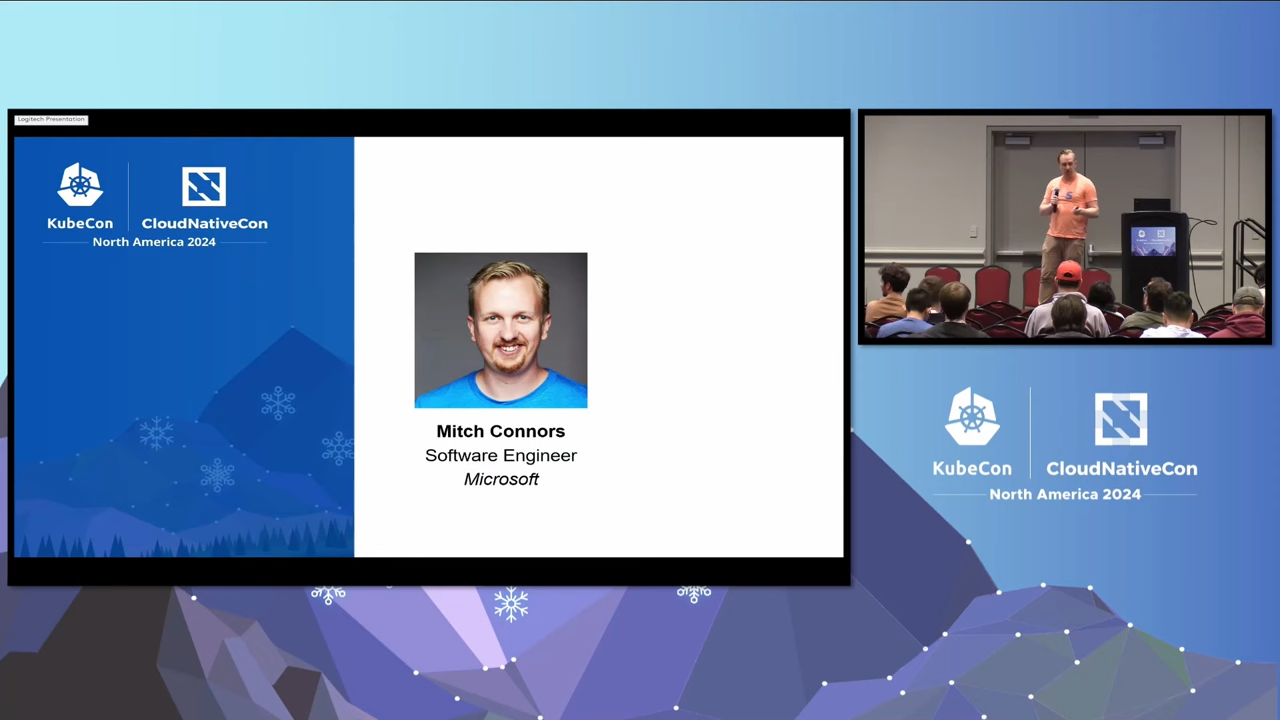 Logitech Presentation
KubeCon
CloudNativeCon
North America 2024
Mitch Connors
Software Engineer
Microsoft
KubeCon
CloudNativeCon
North America 2024